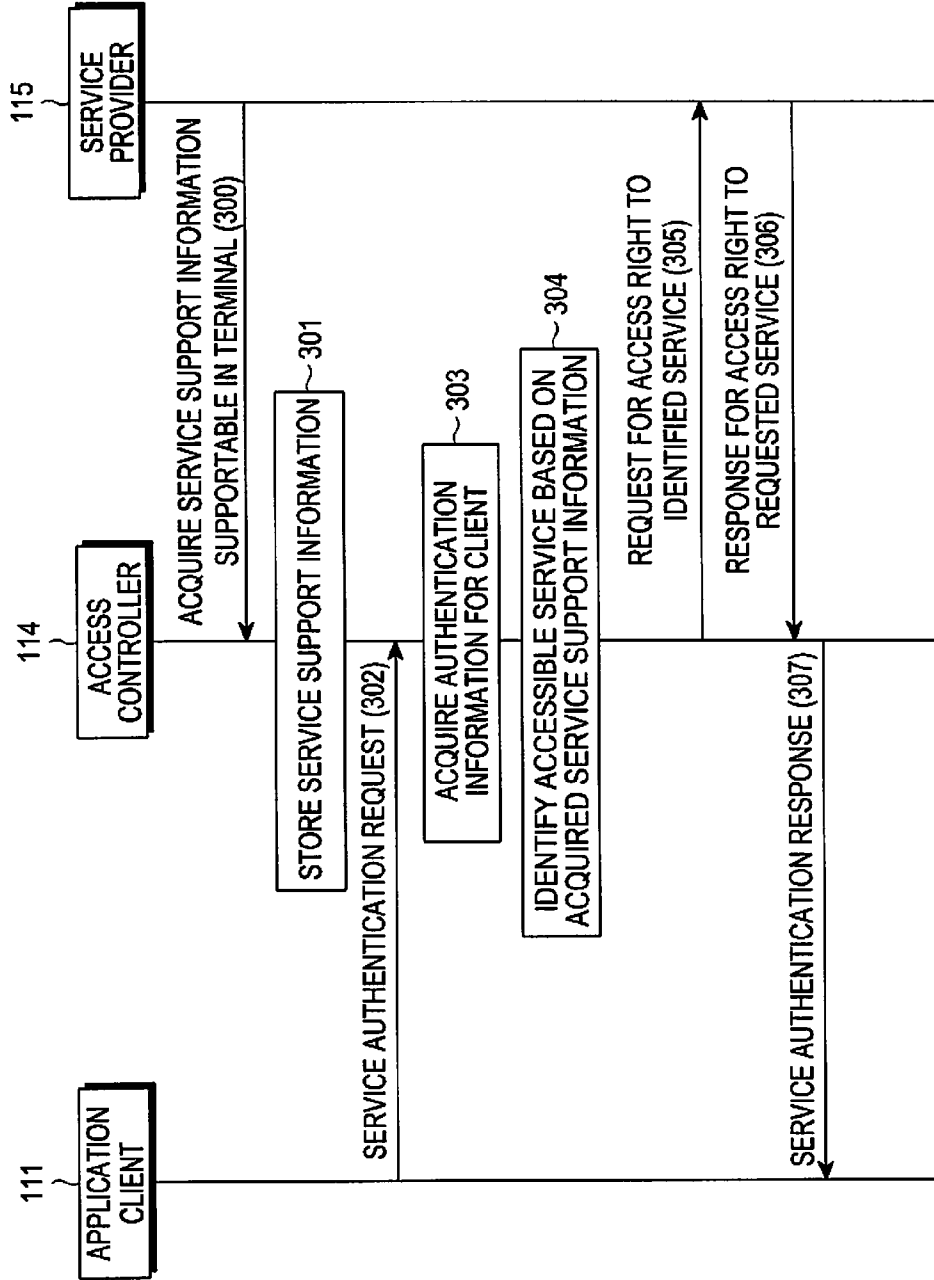 111
APPLICATION
CLIENT
114
ACCESS
CONTROLLER
115
SERVICE
PROVIDER
ACQUIRE SERVICE SUPPORT INFORMATION
SUPPORTABLE IN TERMINAL (300)
STORE SERVICE SUPPORT INFORMATION
301
SERVICE AUTHENTICATION REQUEST (302)
ACQUIRE AUTHENTICATION
INFORMATION FOR CLIENT
303
IDENTIFY ACCESSIBLE SERVICE BASED ON
ACQUIRED SERVICE SUPPORT INFORMATION
304
REQUEST FOR ACCESS RIGHT TO
IDENTIFIED SERVICE (305)
RESPONSE FOR ACCESS RIGHT TO
REQUESTED SERVICE (306)
SERVICE AUTHENTICATION RESPONSE (307)